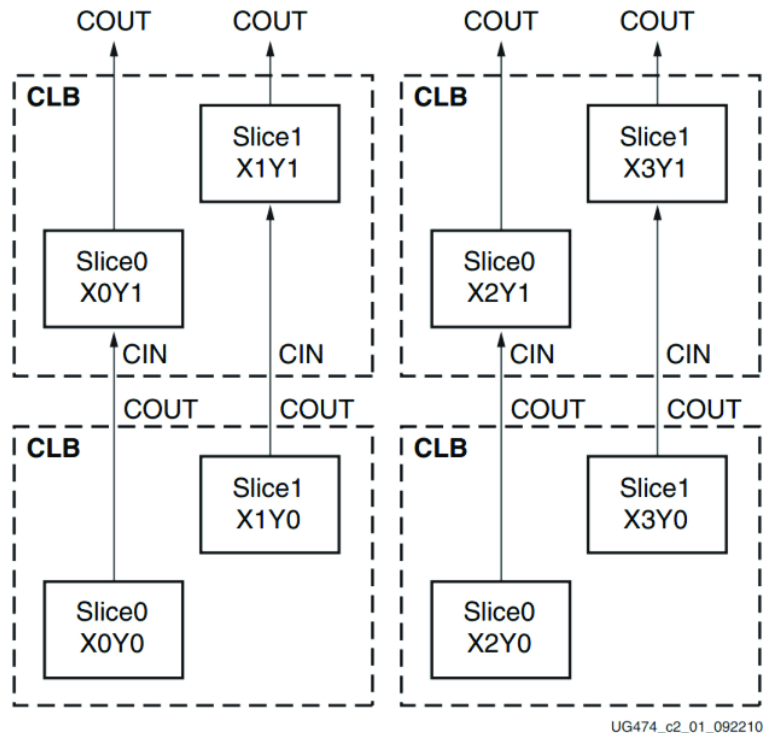 COUT COUT COUT COUT
CLB CLB
Slice1 Slice1
X1Y1 X3Y1
Slice0 Slice0
X0Y1 X2Y1
CIN CIN CIN CIN
COUT COUT COUT COUT
CLB CLB
Slice1 Slice1
X1Y0 X3Y0
Slice0 Slice0
X0Y0 X2Y0
UG474_c2_01_092210